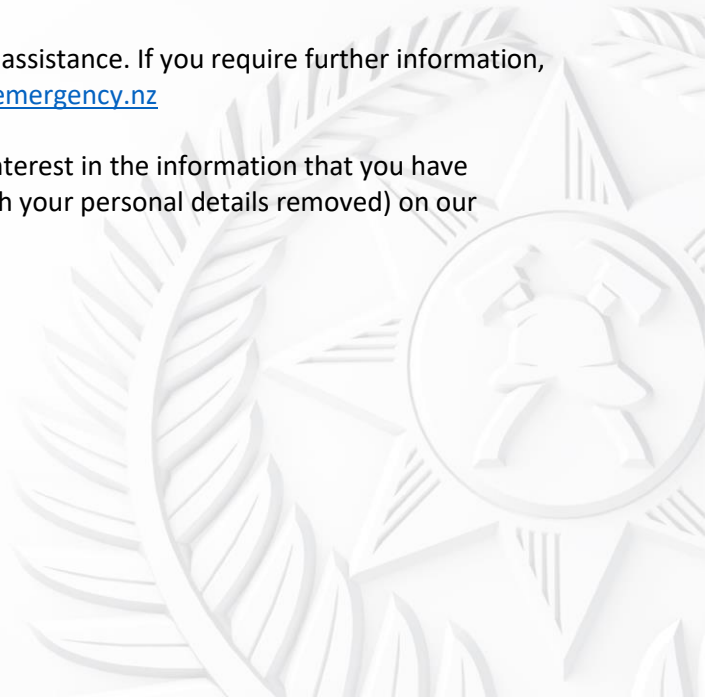 assistance. If you require further information,
emergency.nz
nterest in the information that you have
h your personal details removed) on our